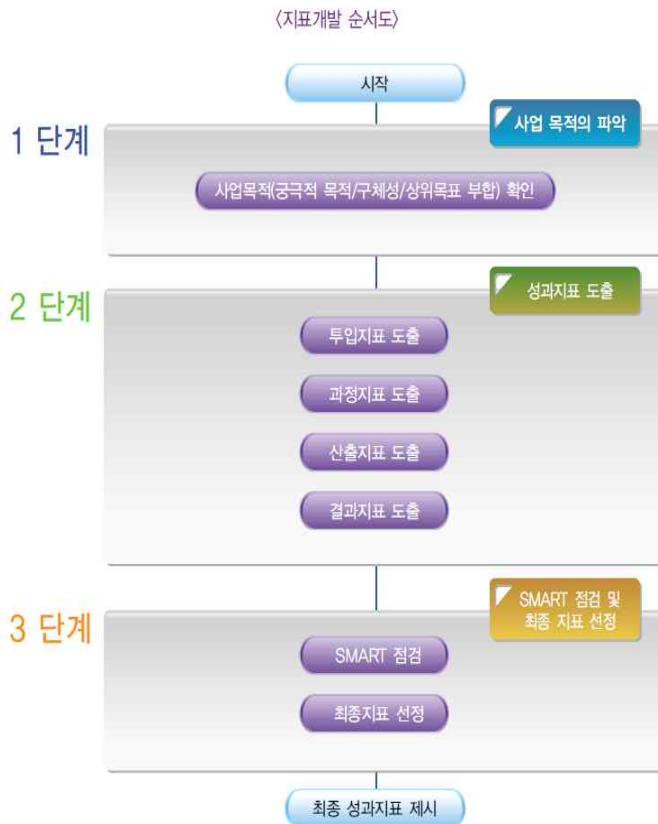 <지표개발 순서도>
시작
1 단계
사업 목적의 파악
사업목적(궁극적 목적/구체성/상위목표 부합) 확인
2 단계
성과지표 도출
투입지표 도출
과정지표 도출
산출지표 도출
결과지표 도출
3 단계
SMART 점검 및
최종 지표 선정
SMART 점검
최종지표 선정
최종 성과지표 제시